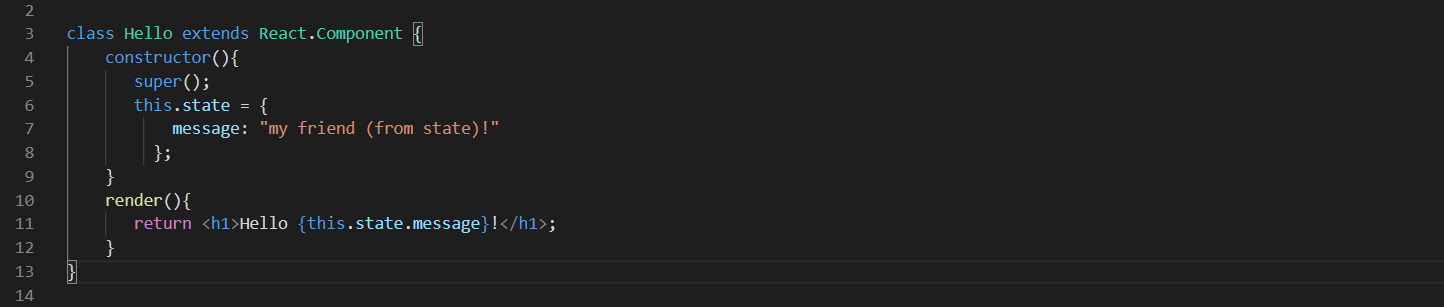 2
3 class Hello extends React.Component {
4 constructor(){
5 super();
6 this.state = {
7 message: "my friend (from state)!"
8 };
9 }
10 render(){
11 return <h1>Hello {this.state.message}!</h1>;
12 }
13 }
14